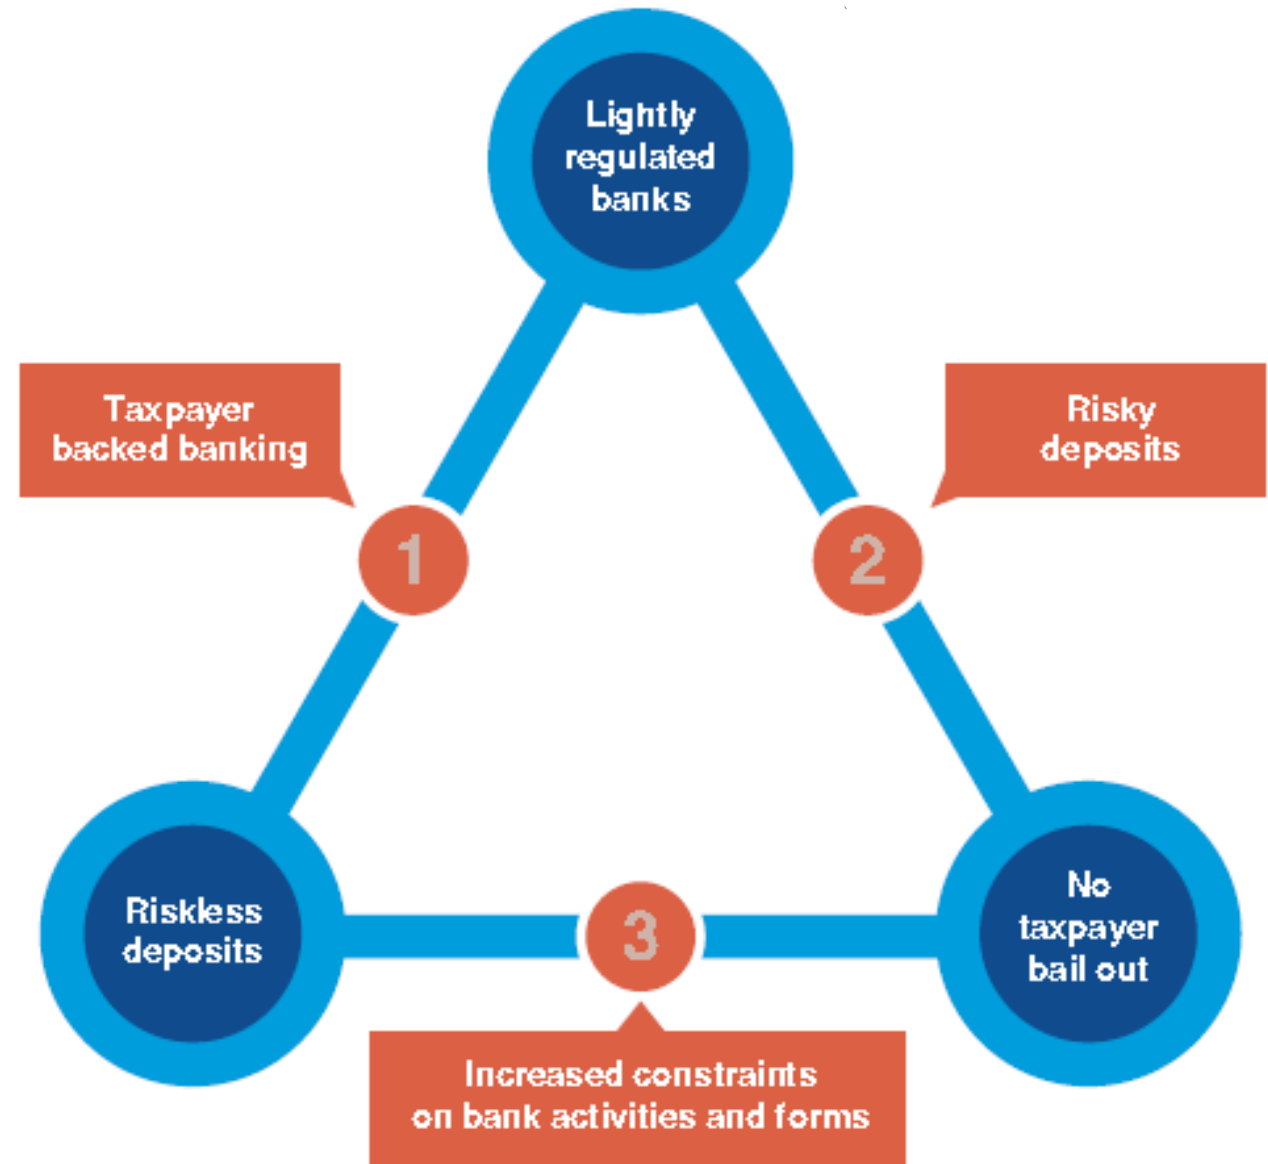 Lightly
regulated
banks
Taxpayer
backed banking
Risky
deposits
1
2
Riskless
deposits
3
No
taxpayer
bail out
Increased constraints
on bank activities and forms